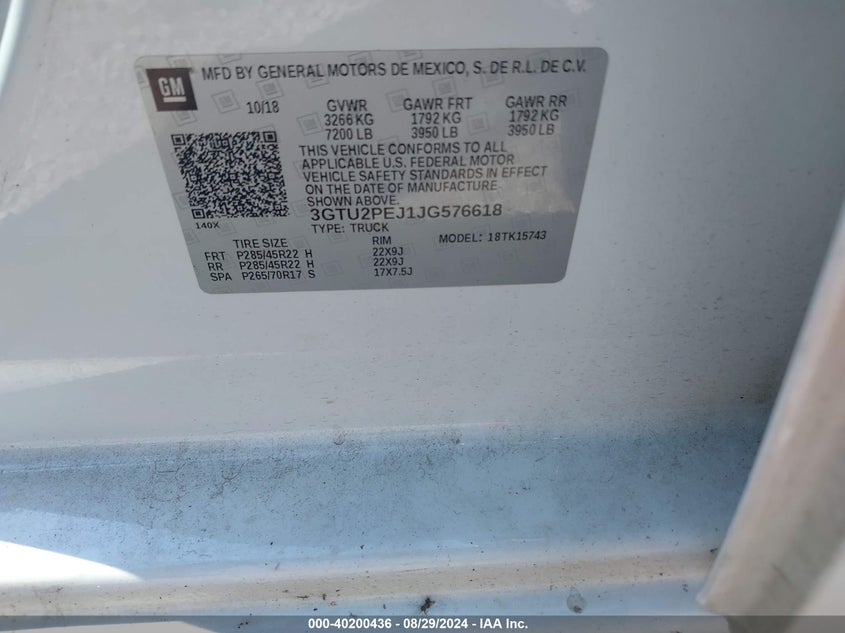 GM
MFD BY GENERAL MOTORS DE MEXICO, S. DE R.L. DE C.V.
10/18 GVWR GAWR FRT GAWR RR
3266 KG 1792 KG 1792 KG
7200 LB 3950 LB 3950 LB
THIS VEHICLE CONFORMS TO ALL
APPLICABLE U.S. FEDERAL MOTOR
VEHICLE SAFETY STANDARDS IN EFFECT
ON THE DATE OF MANUFACTURE
SHOWN ABOVE.
3GTU2PEJ1JG576618
140X
TYPE: TRUCK MODEL: 18TK15743
TIRE SIZE RIM
FRT P285/45R22 H 22X9J
RR P285/45R22 H 22X9J
SPA P265/70R17 S 17X7.5J
000-40200436 - 08/29/2024 - IAA Inc.